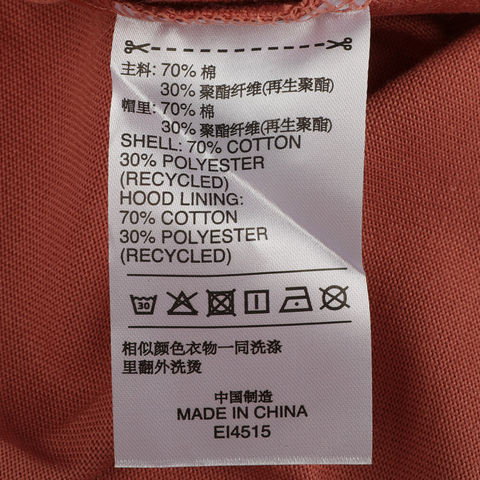 主料: 70% 棉
30% 聚酯纤维(再生聚酯)
帽里: 70% 棉
30% 聚酯纤维(再生聚酯)
SHELL: 70% COTTON
30% POLYESTER
(RECYCLED)
HOOD LINING:
70% COTTON
30% POLYESTER
(RECYCLED)
30
相似颜色衣物一同洗涤
里翻外洗烫
中国制造
MADE IN CHINA
EI4515